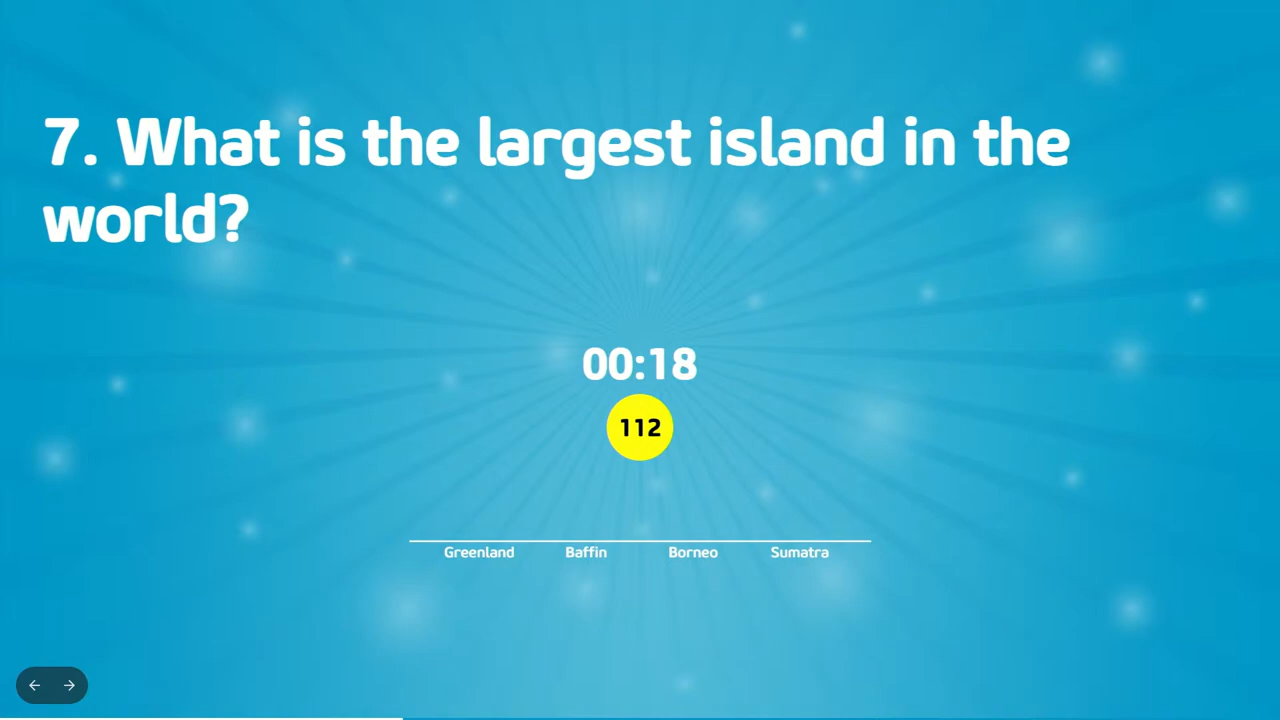 7. What is the largest island in the
world?
00:18
112
Greenland Baffin Borneo Sumatra